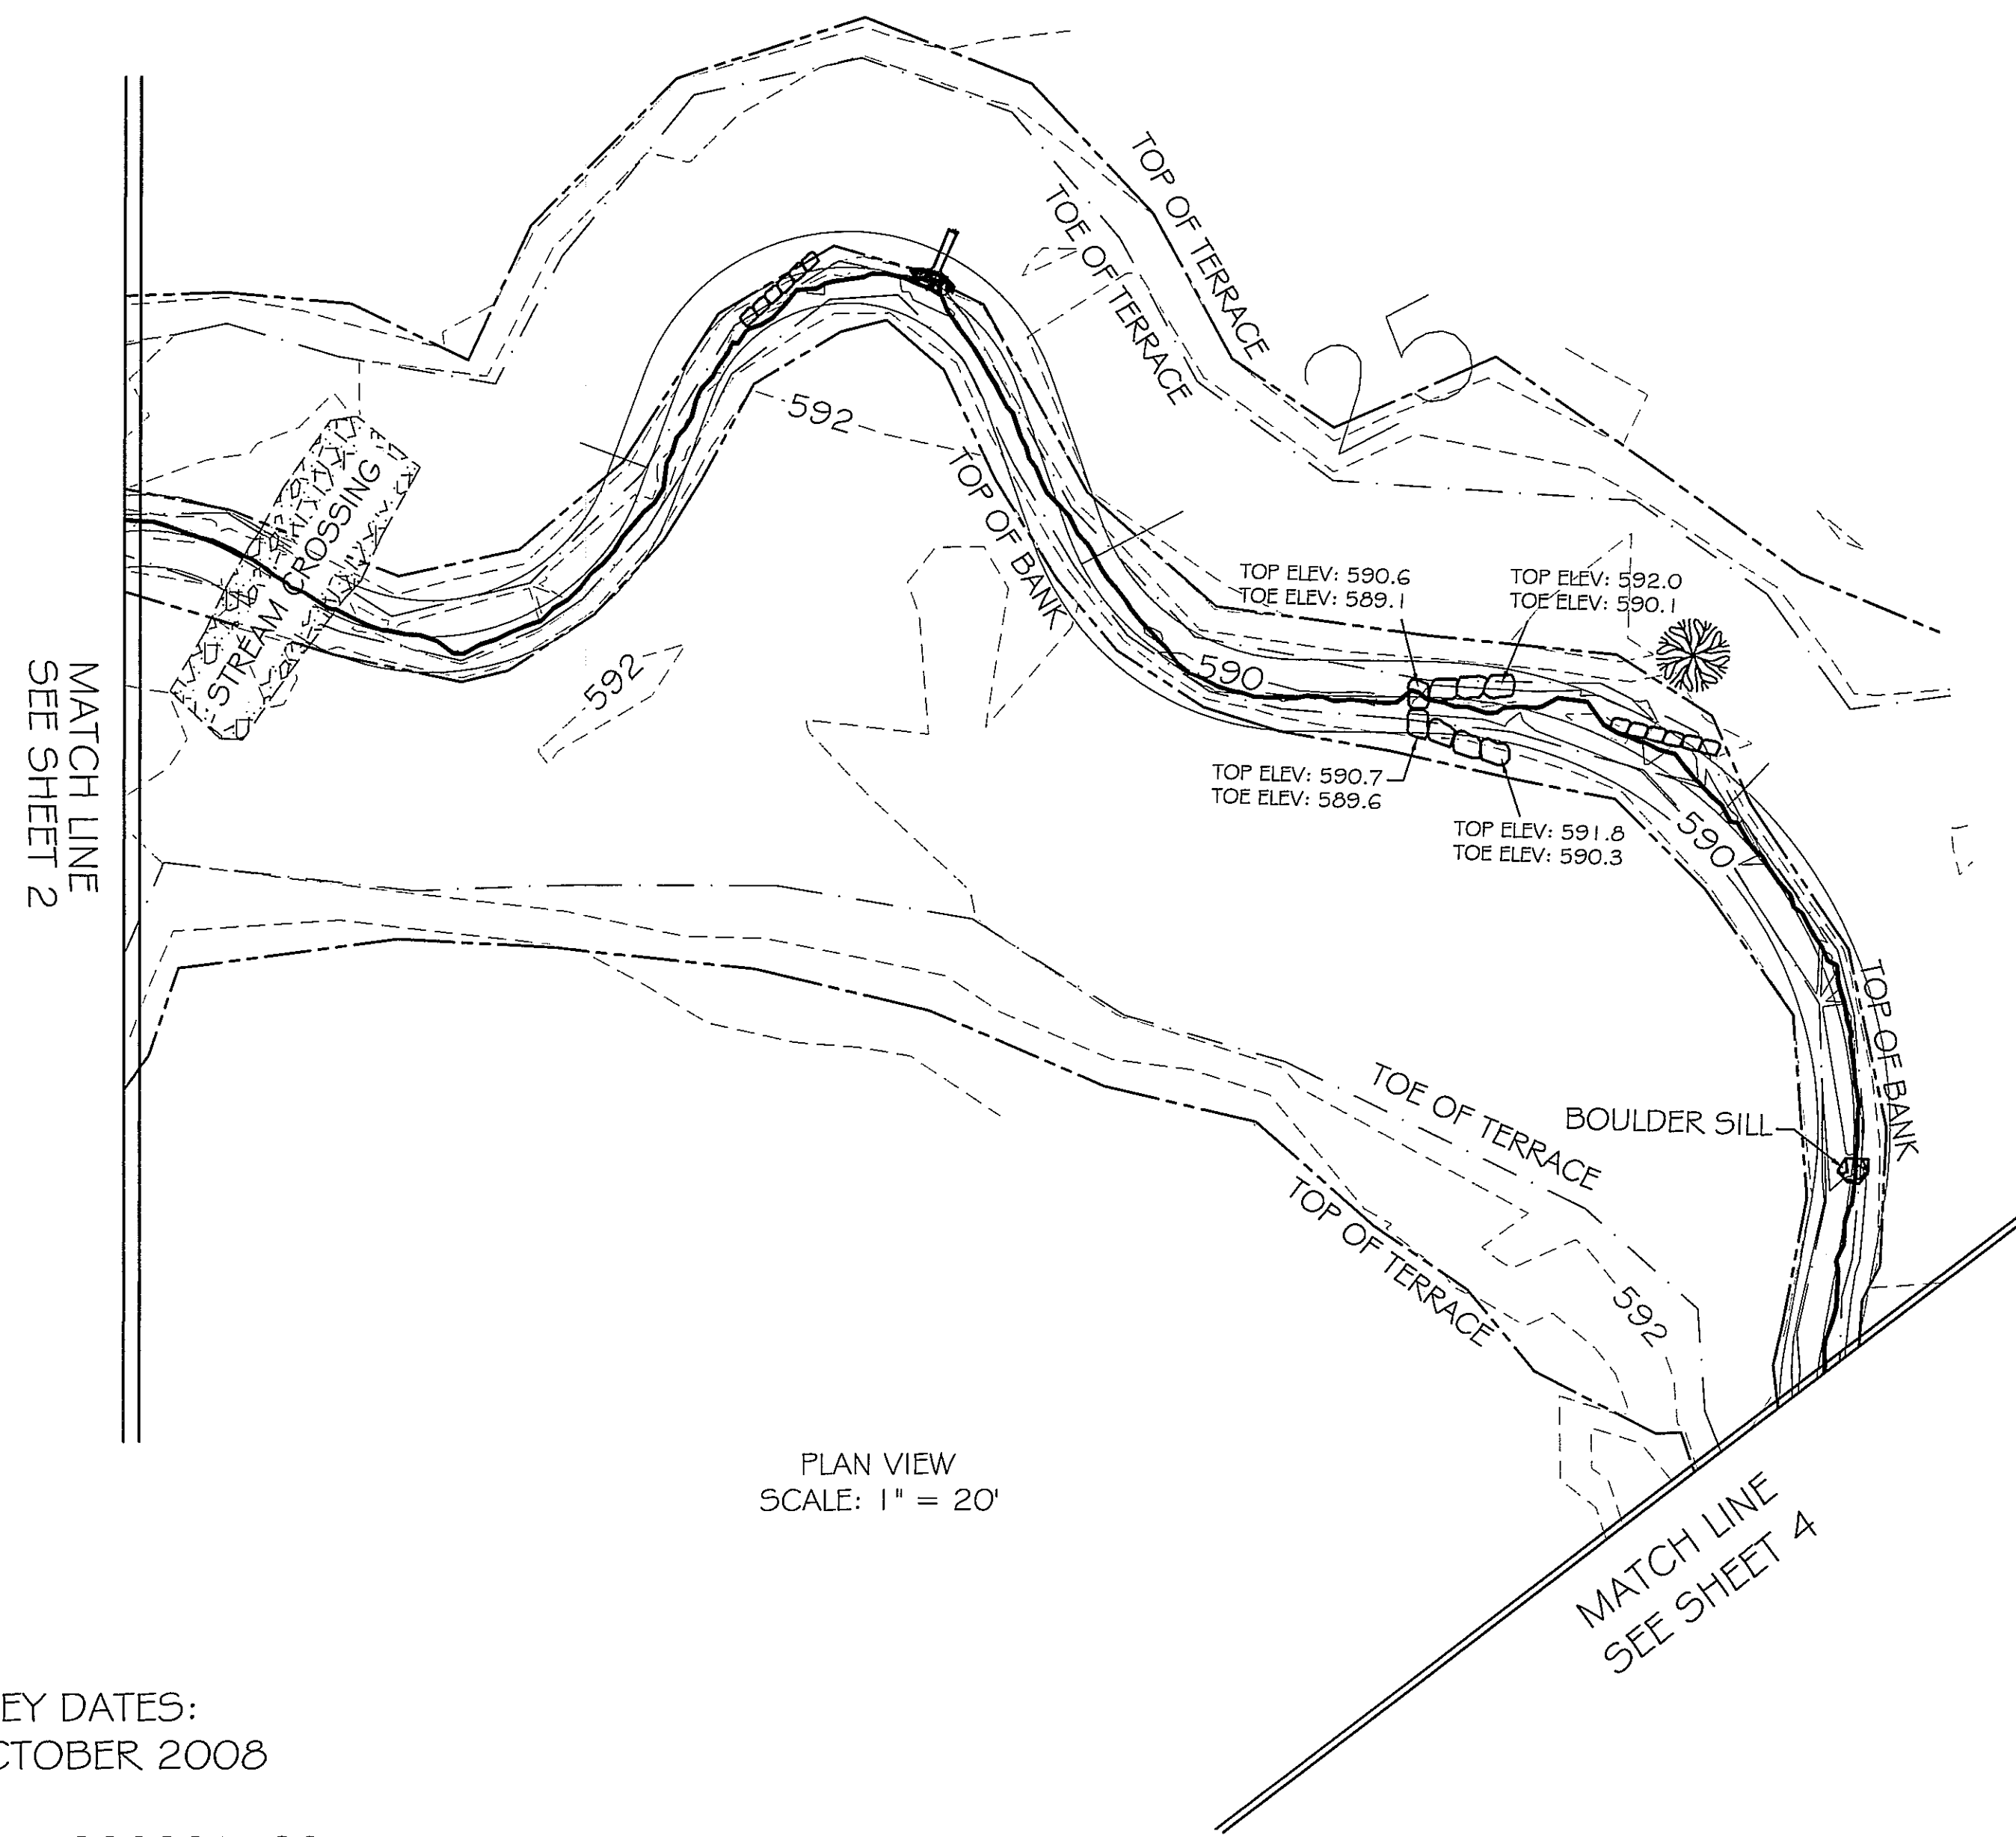 TOP OF TERRACE
TOE OF TERRACE
25
592
TOP OF BANK
STREAM CROSSING
TOP ELEV: 590.6
TOE ELEV: 589.1
TOP ELEV: 592.0
TOE ELEV: 590.1
MATCH LINE
SEE SHEET 2
592
590
TOP ELEV: 590.7
TOE ELEV: 589.6
TOP ELEV: 591.8
TOE ELEV: 590.3
590
TOP OF BANK
TOE OF TERRACE
BOULDER SILL
TOP OF TERRACE
592
PLAN VIEW
SCALE: 1" = 20'
MATCH LINE
SEE SHEET 4
EY DATES:
CTOBER 2008